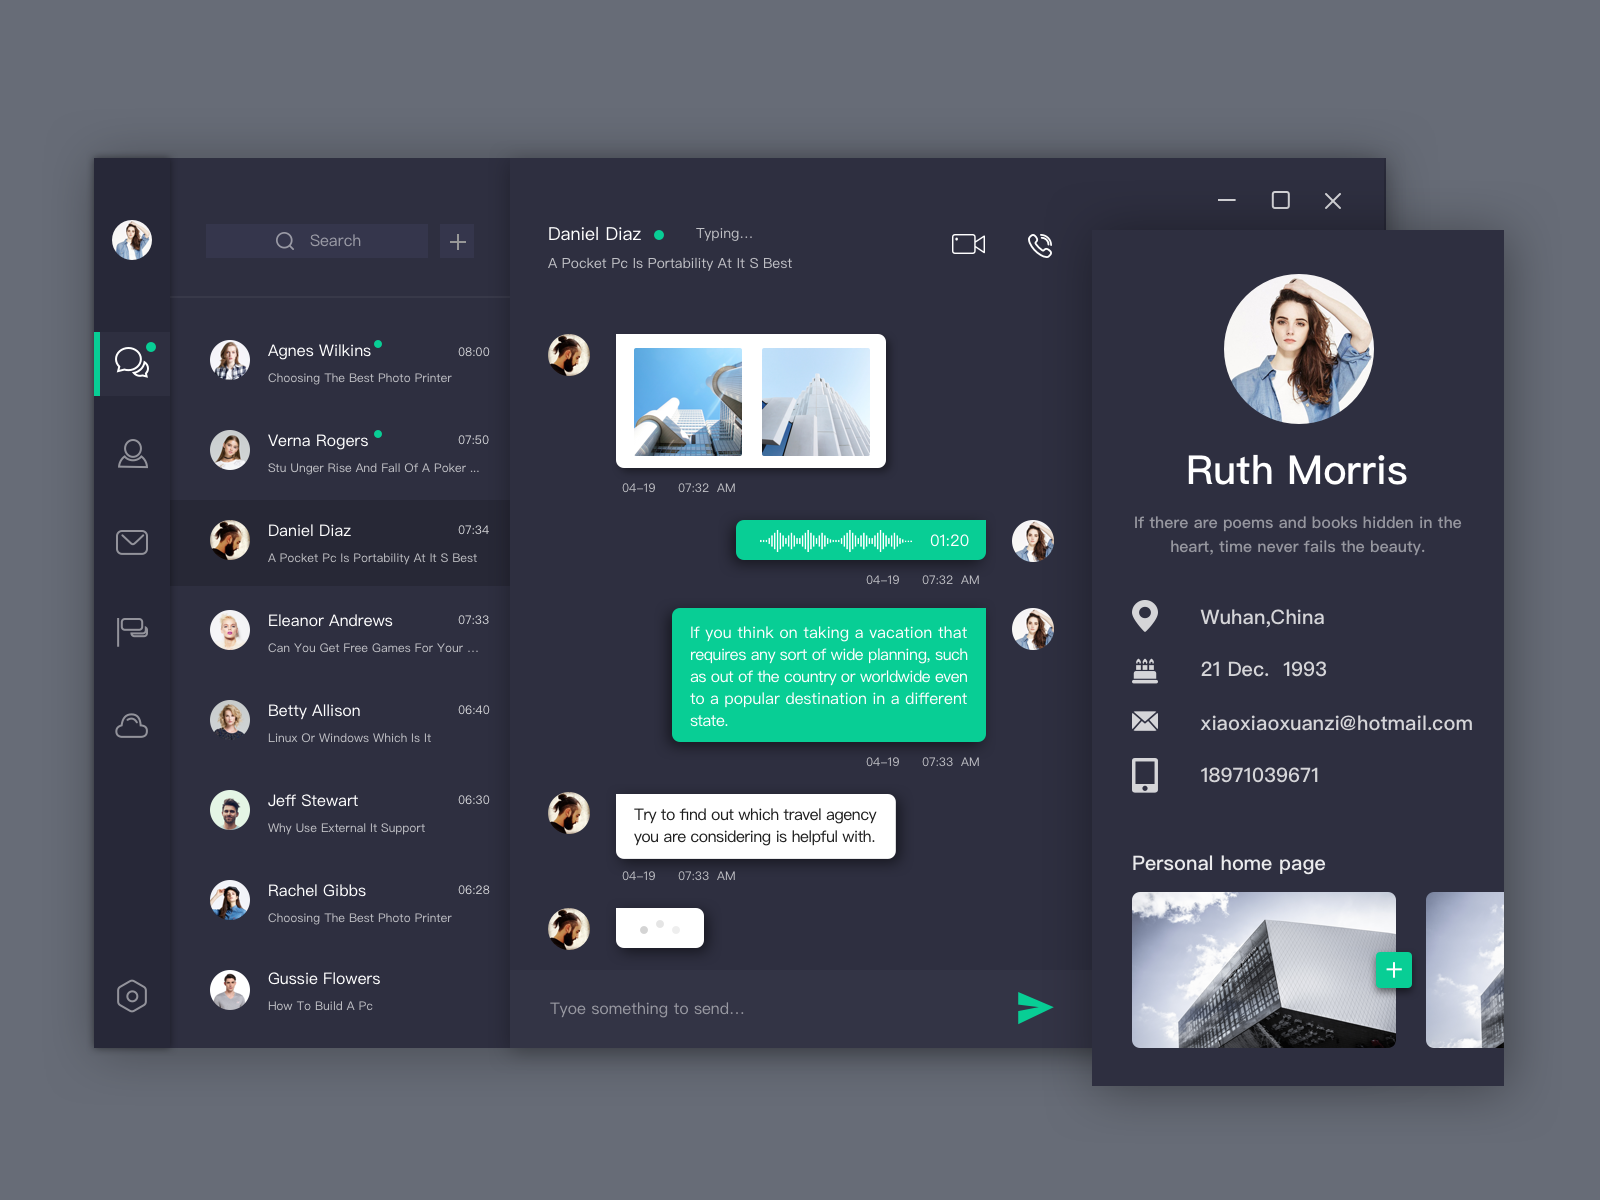 Search
Agnes Wilkins
08:00
Choosing The Best Photo Printer
Verna Rogers
07:50
Stu Unger Rise And Fall Of A Poker ...
Daniel Diaz
07:34
A Pocket Pc Is Portability At It S Best
Eleanor Andrews
07:33
Can You Get Free Games For Your ...
Betty Allison
06:40
Linux Or Windows Which Is It
Jeff Stewart
06:30
Why Use External It Support
Rachel Gibbs
06:28
Choosing The Best Photo Printer
Gussie Flowers
How To Build A Pc
Daniel Diaz
Typing...
A Pocket Pc Is Portability At It S Best
04-19 07:32 AM
01:20
04-19 07:32 AM
If you think on taking a vacation that
requires any sort of wide planning, such
as out of the country or worldwide even
to a popular destination in a different
state.
04-19 07:33 AM
Try to find out which travel agency
you are considering is helpful with.
04-19 07:33 AM
Tyoe something to send...
Ruth Morris
If there are poems and books hidden in the
heart, time never fails the beauty.
Wuhan,China
21 Dec. 1993
xiaoxiaoxuanzi@hotmail.com
18971039671
Personal home page